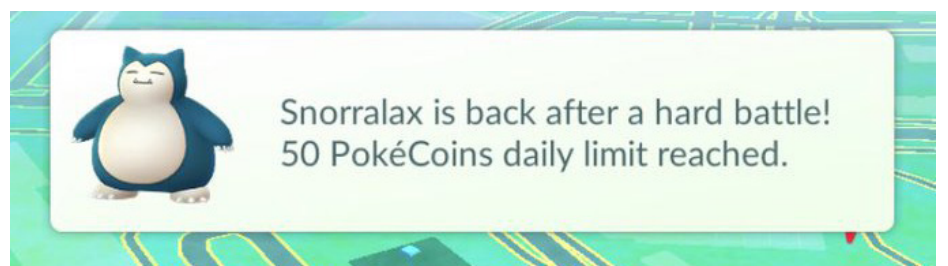 Snorralax is back after a hard battle!
50 PokéCoins daily limit reached.